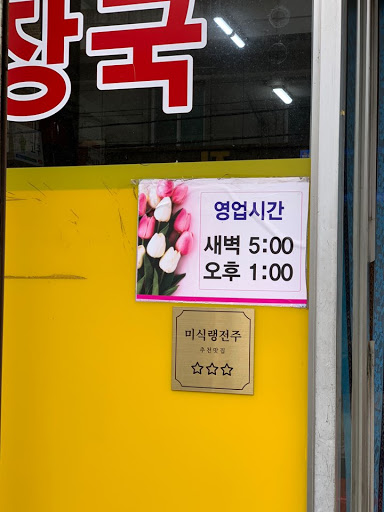 장국
영업시간
새벽 5:00
오후 1:00
미식랭전주
추천맛집